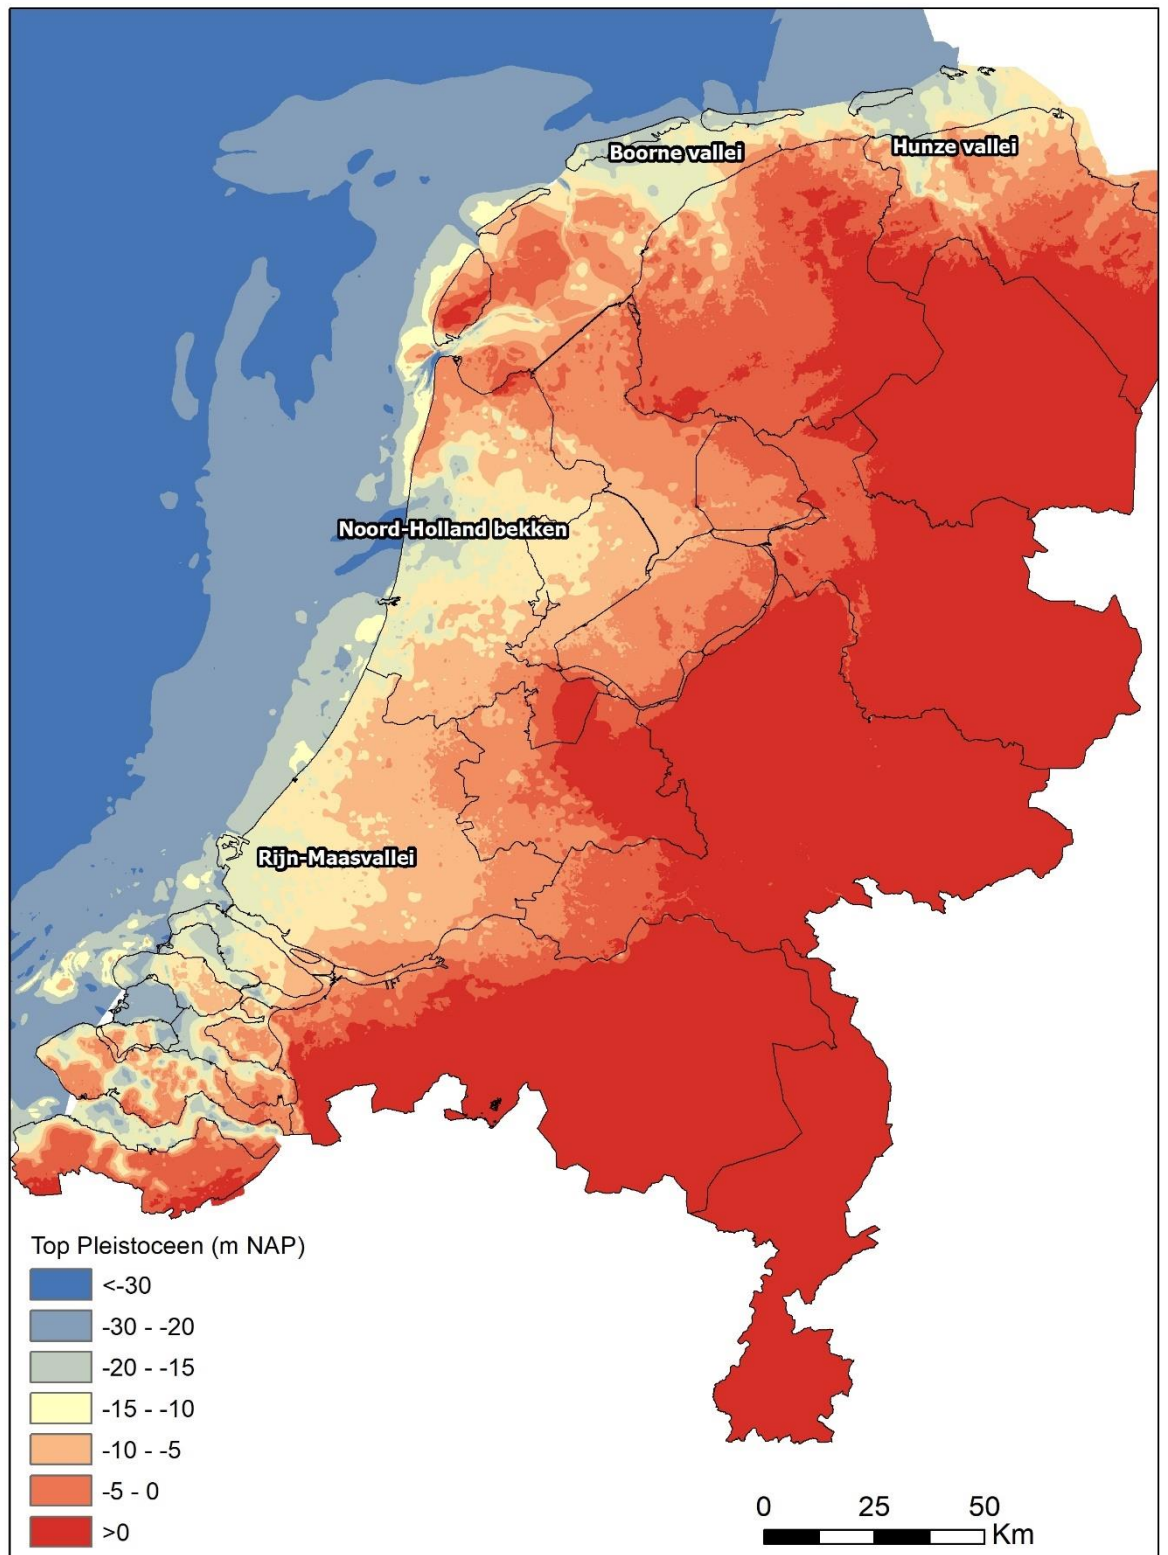 Boorne vallei
Hunze vallei
Noord-Holland bekken
Rijn-Maasvallei
Top Pleistoceen (m NAP)
<-30
-30 - -20
-20 - -15
-15 - -10
-10 - -5
-5 - 0
>0
0 25 50
Km